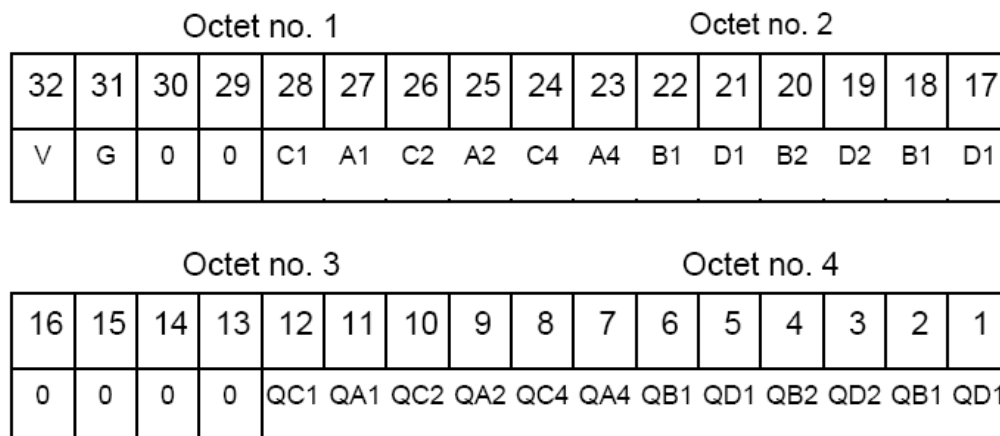 Octet no. 1 Octet no. 2
32 31 30 29 28 27 26 25 24 23 22 21 20 19 18 17
V G 0 0 C1 A1 C2 A2 C4 A4 B1 D1 B2 D2 B1 D1
Octet no. 3 Octet no. 4
16 15 14 13 12 11 10 9 8 7 6 5 4 3 2 1
0 0 0 0 QC1 QA1 QC2 QA2 QC4 QA4 QB1 QD1 QB2 QD2 QB1 QD1